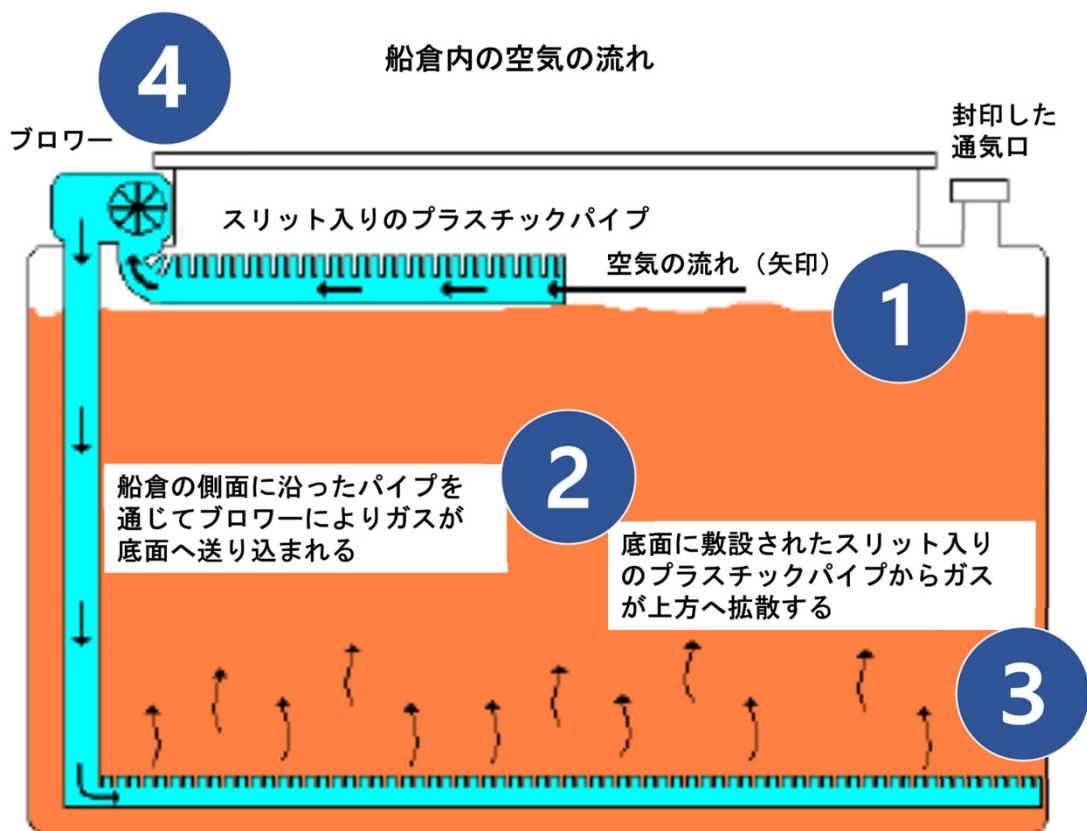 船倉内の空気の流れ
4
ブロワー
封印した
通気口
スリット入りのプラスチックパイプ
空気の流れ（矢印）
1
2
船倉の側面に沿ったパイプを
通じてブロワーによりガスが
底面へ送り込まれる
底面に敷設されたスリット入り
のプラスチックパイプからガス
が上方へ拡散する
3